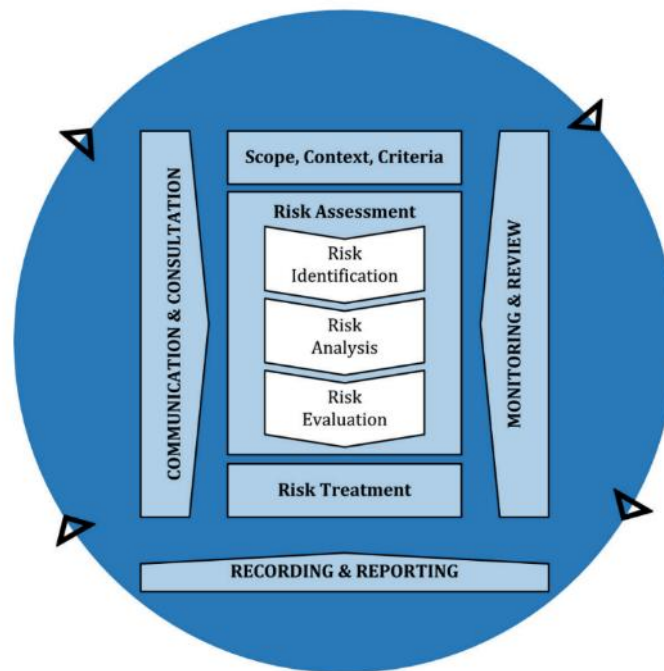 Scope, Context, Criteria
COMMUNICATION & CONSULTATION
Risk Assessment
Risk
Identification
Risk
Analysis
Risk
Evaluation
MONITORING & REVIEW
Risk Treatment
RECORDING & REPORTING